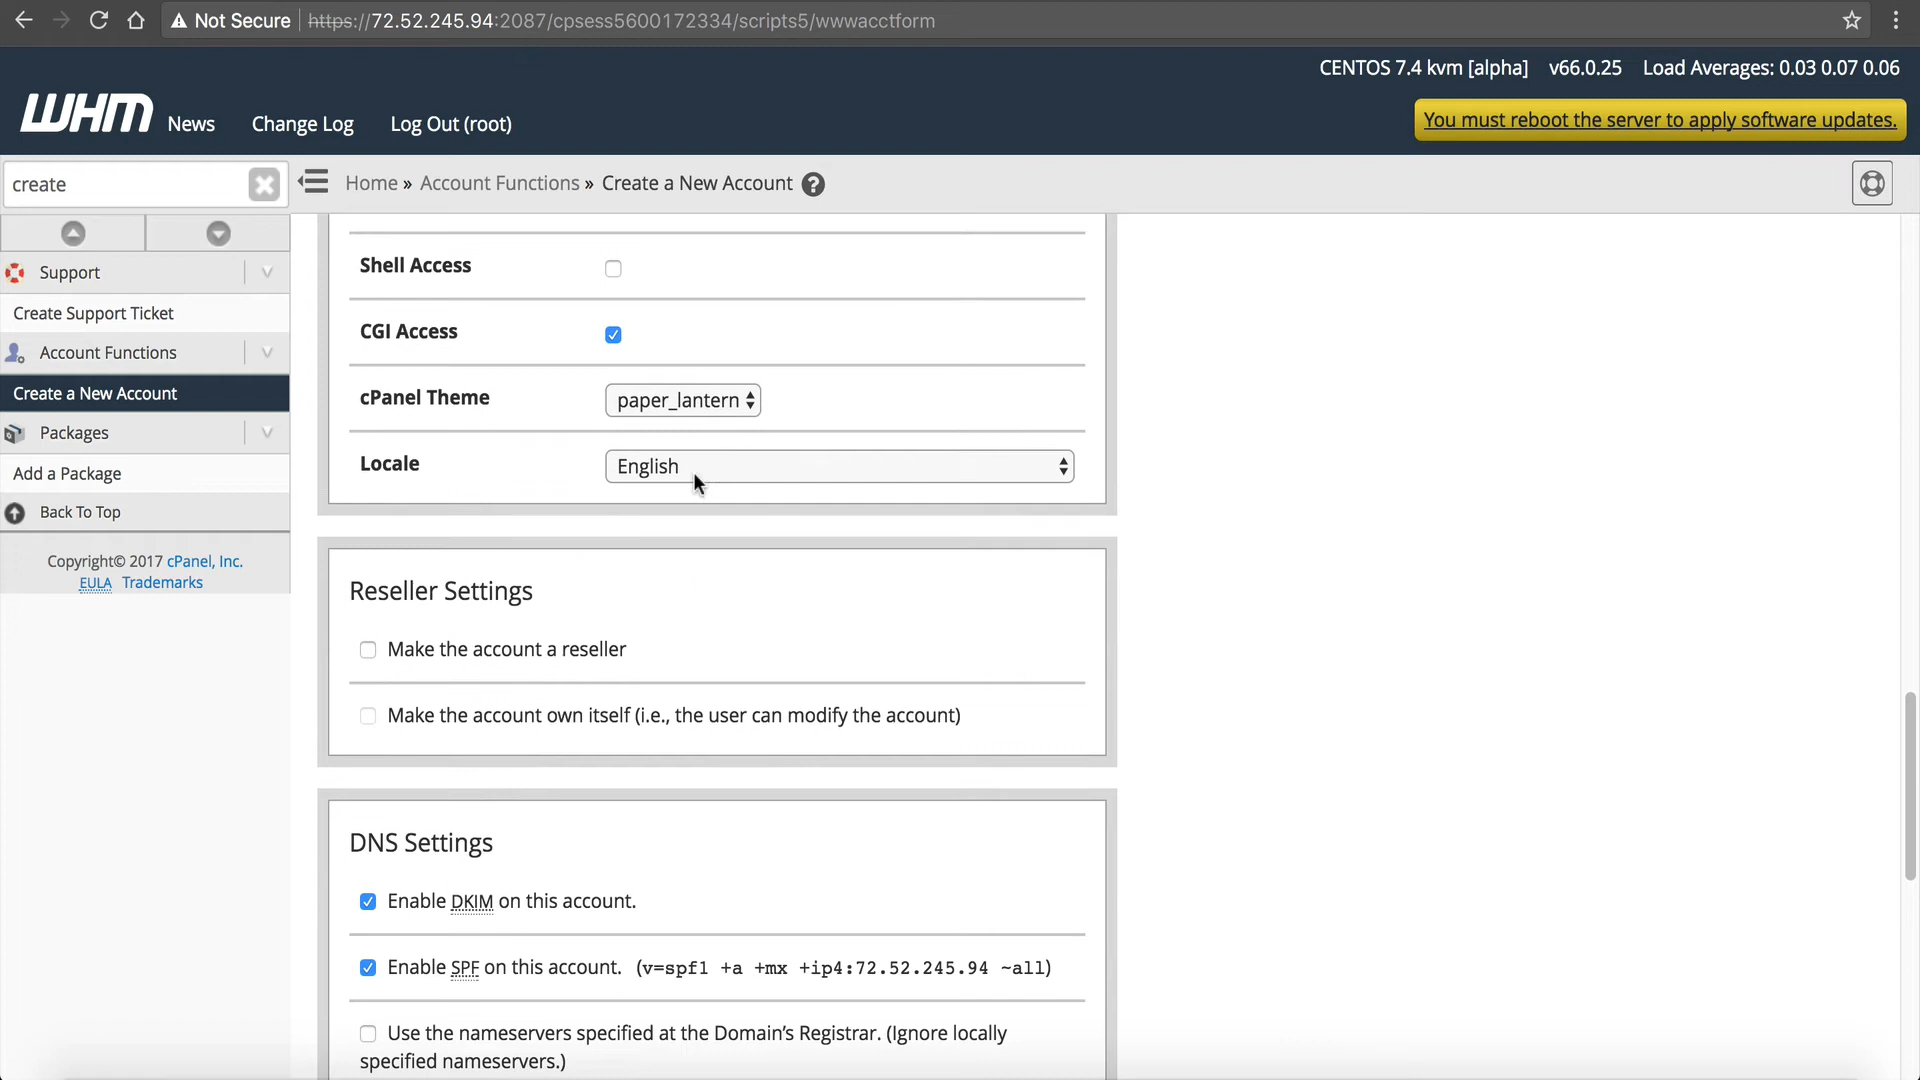 Not Secure https://72.52.245.94:2087/cpsess5600172334/scripts5/wwwacctform
CENTOS 7.4 kvm [alpha] v66.0.25 Load Averages: 0.03 0.07 0.06
WHM News Change Log Log Out (root)
You must reboot the server to apply software updates.
create
Home » Account Functions » Create a New Account
Support
Create Support Ticket
Account Functions
Create a New Account
Packages
Add a Package
Back To Top
Copyright© 2017 cPanel, Inc.
EULA Trademarks
Shell Access
CGI Access
cPanel Theme paper_lantern
Locale English
Reseller Settings
Make the account a reseller
Make the account own itself (i.e., the user can modify the account)
DNS Settings
Enable DKIM on this account.
Enable SPF on this account. (v=spf1 +a +mx +ip4:72.52.245.94 ~all)
Use the nameservers specified at the Domain’s Registrar. (Ignore locally
specified nameservers.)